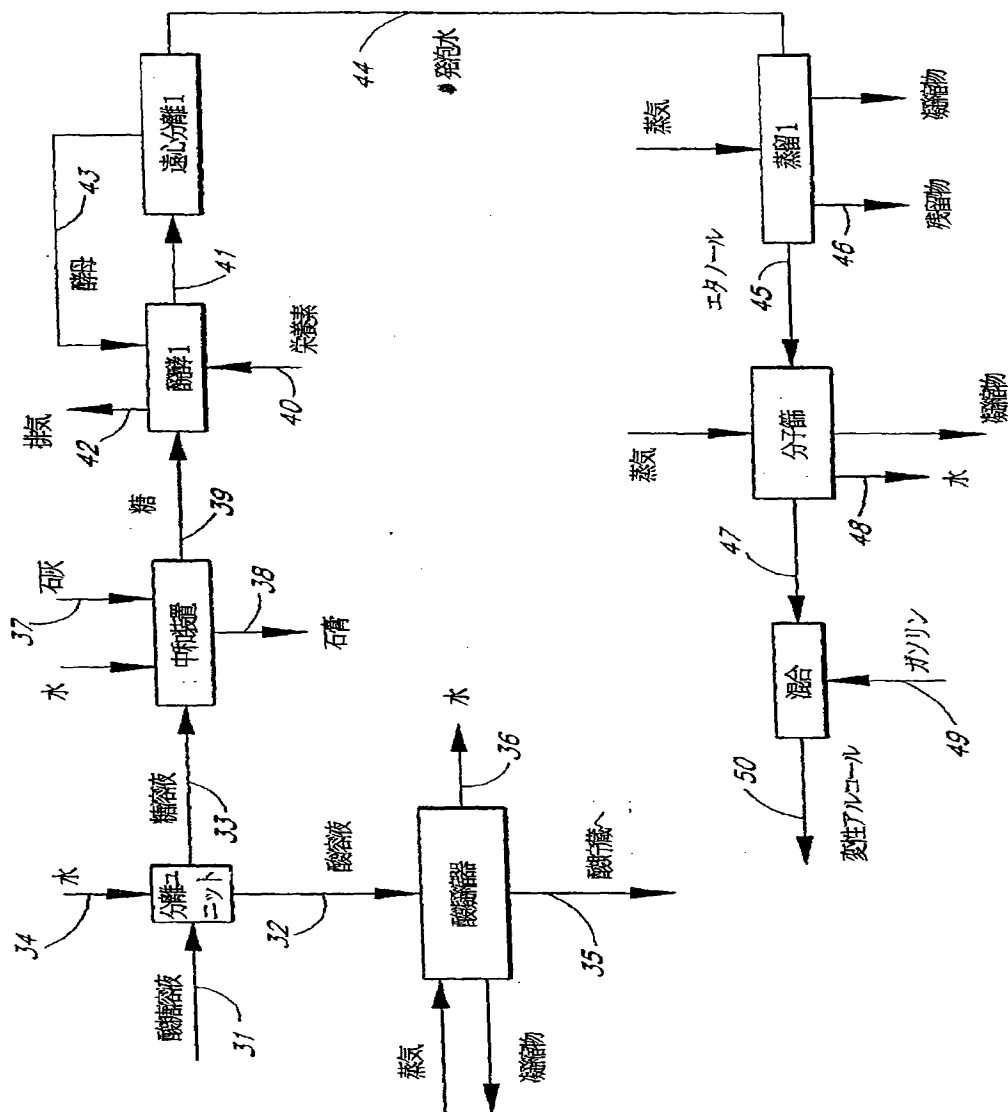 酸糖溶液
31
34
水
分離ユ
ニット
糖溶液
33
32
酸溶液
蒸気
凝縮物
酸凝縮器
水
36
35
酸貯蔵へ
水
37
石灰
中和装置
38
石膏
糖
39
排気
42
醗酵1
40
栄養素
酵母
43
41
遠心分離1
44
発泡水
蒸気
蒸留1
凝縮物
残留物
46
エタノール
45
蒸気
分子篩
凝縮物
48
水
47
混合
ガソリン
49
50
変性アルコール